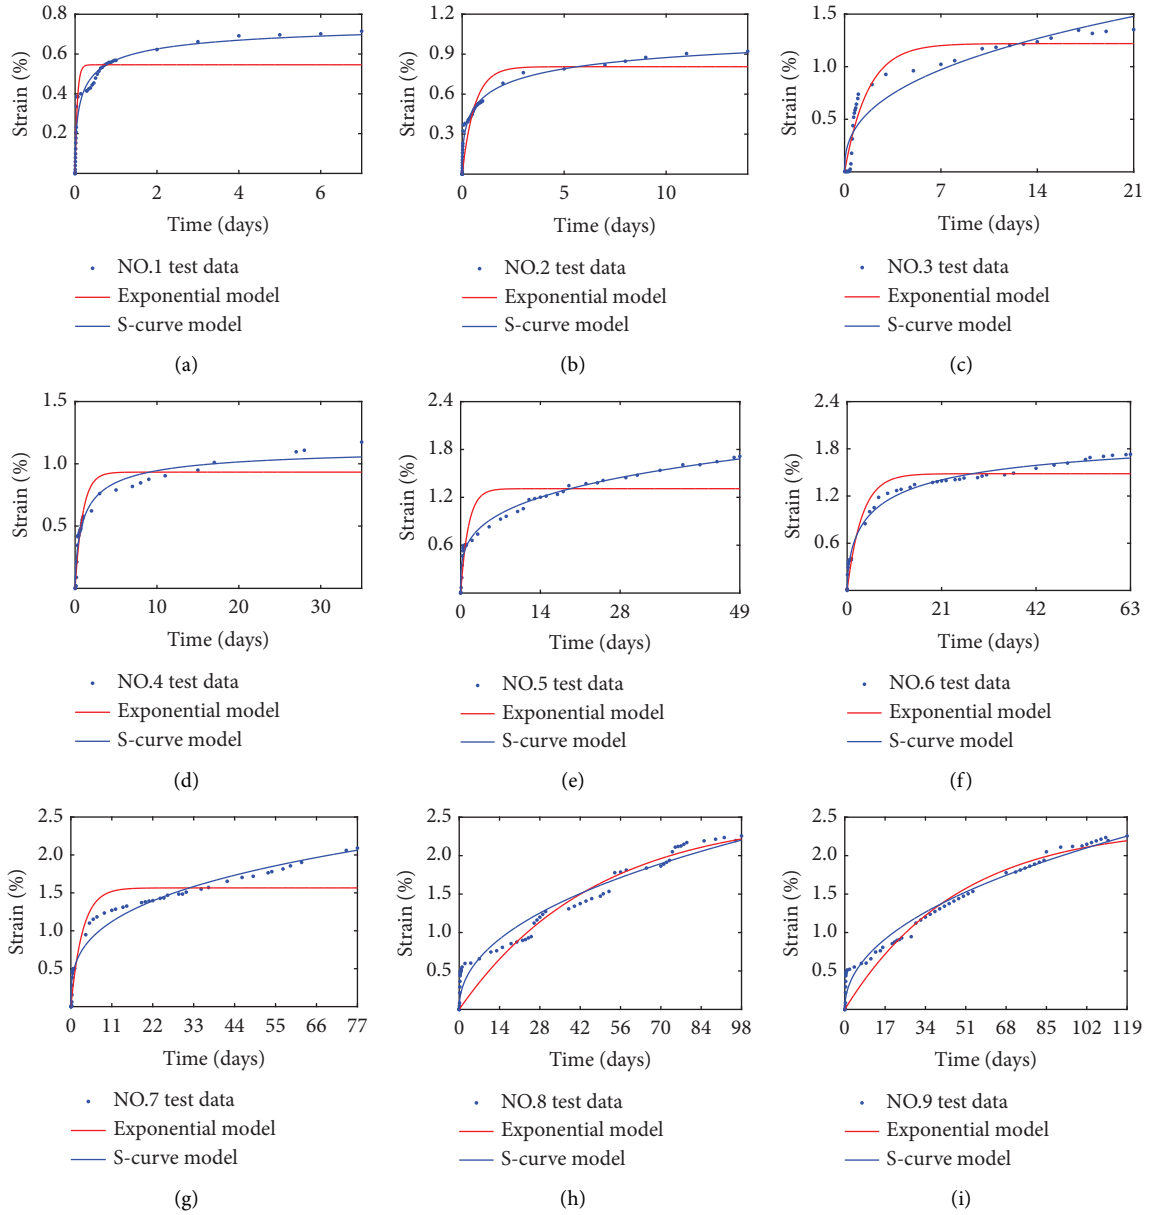 0.8
0.6
0.4
0.2
Strain (%)
0 2 4 6
Time (days)
NO.1 test data
Exponential model
S-curve model
(a)
1.2
0.9
0.6
0.3
Strain (%)
0 5 10
Time (days)
NO.2 test data
Exponential model
S-curve model
(b)
1.5
1.0
0.5
Strain (%)
0 7 14 21
Time (days)
NO.3 test data
Exponential model
S-curve model
(c)
1.5
1.0
0.5
Strain (%)
0 10 20 30
Time (days)
NO.4 test data
Exponential model
S-curve model
(d)
2.4
1.8
1.2
0.6
Strain (%)
0 14 28 49
Time (days)
NO.5 test data
Exponential model
S-curve model
(e)
2.4
1.8
1.2
0.6
Strain (%)
0 21 42 63
Time (days)
NO.6 test data
Exponential model
S-curve model
(f)
2.5
2.0
1.5
1.0
0.5
Strain (%)
0 11 22 33 44 55 66 77
Time (days)
NO.7 test data
Exponential model
S-curve model
(g)
2.5
2.0
1.5
1.0
0.5
Strain (%)
0 14 28 42 56 70 84 98
Time (days)
NO.8 test data
Exponential model
S-curve model
(h)
2.5
2.0
1.5
1.0
0.5
Strain (%)
0 17 34 51 68 85 102 119
Time (days)
NO.9 test data
Exponential model
S-curve model
(i)